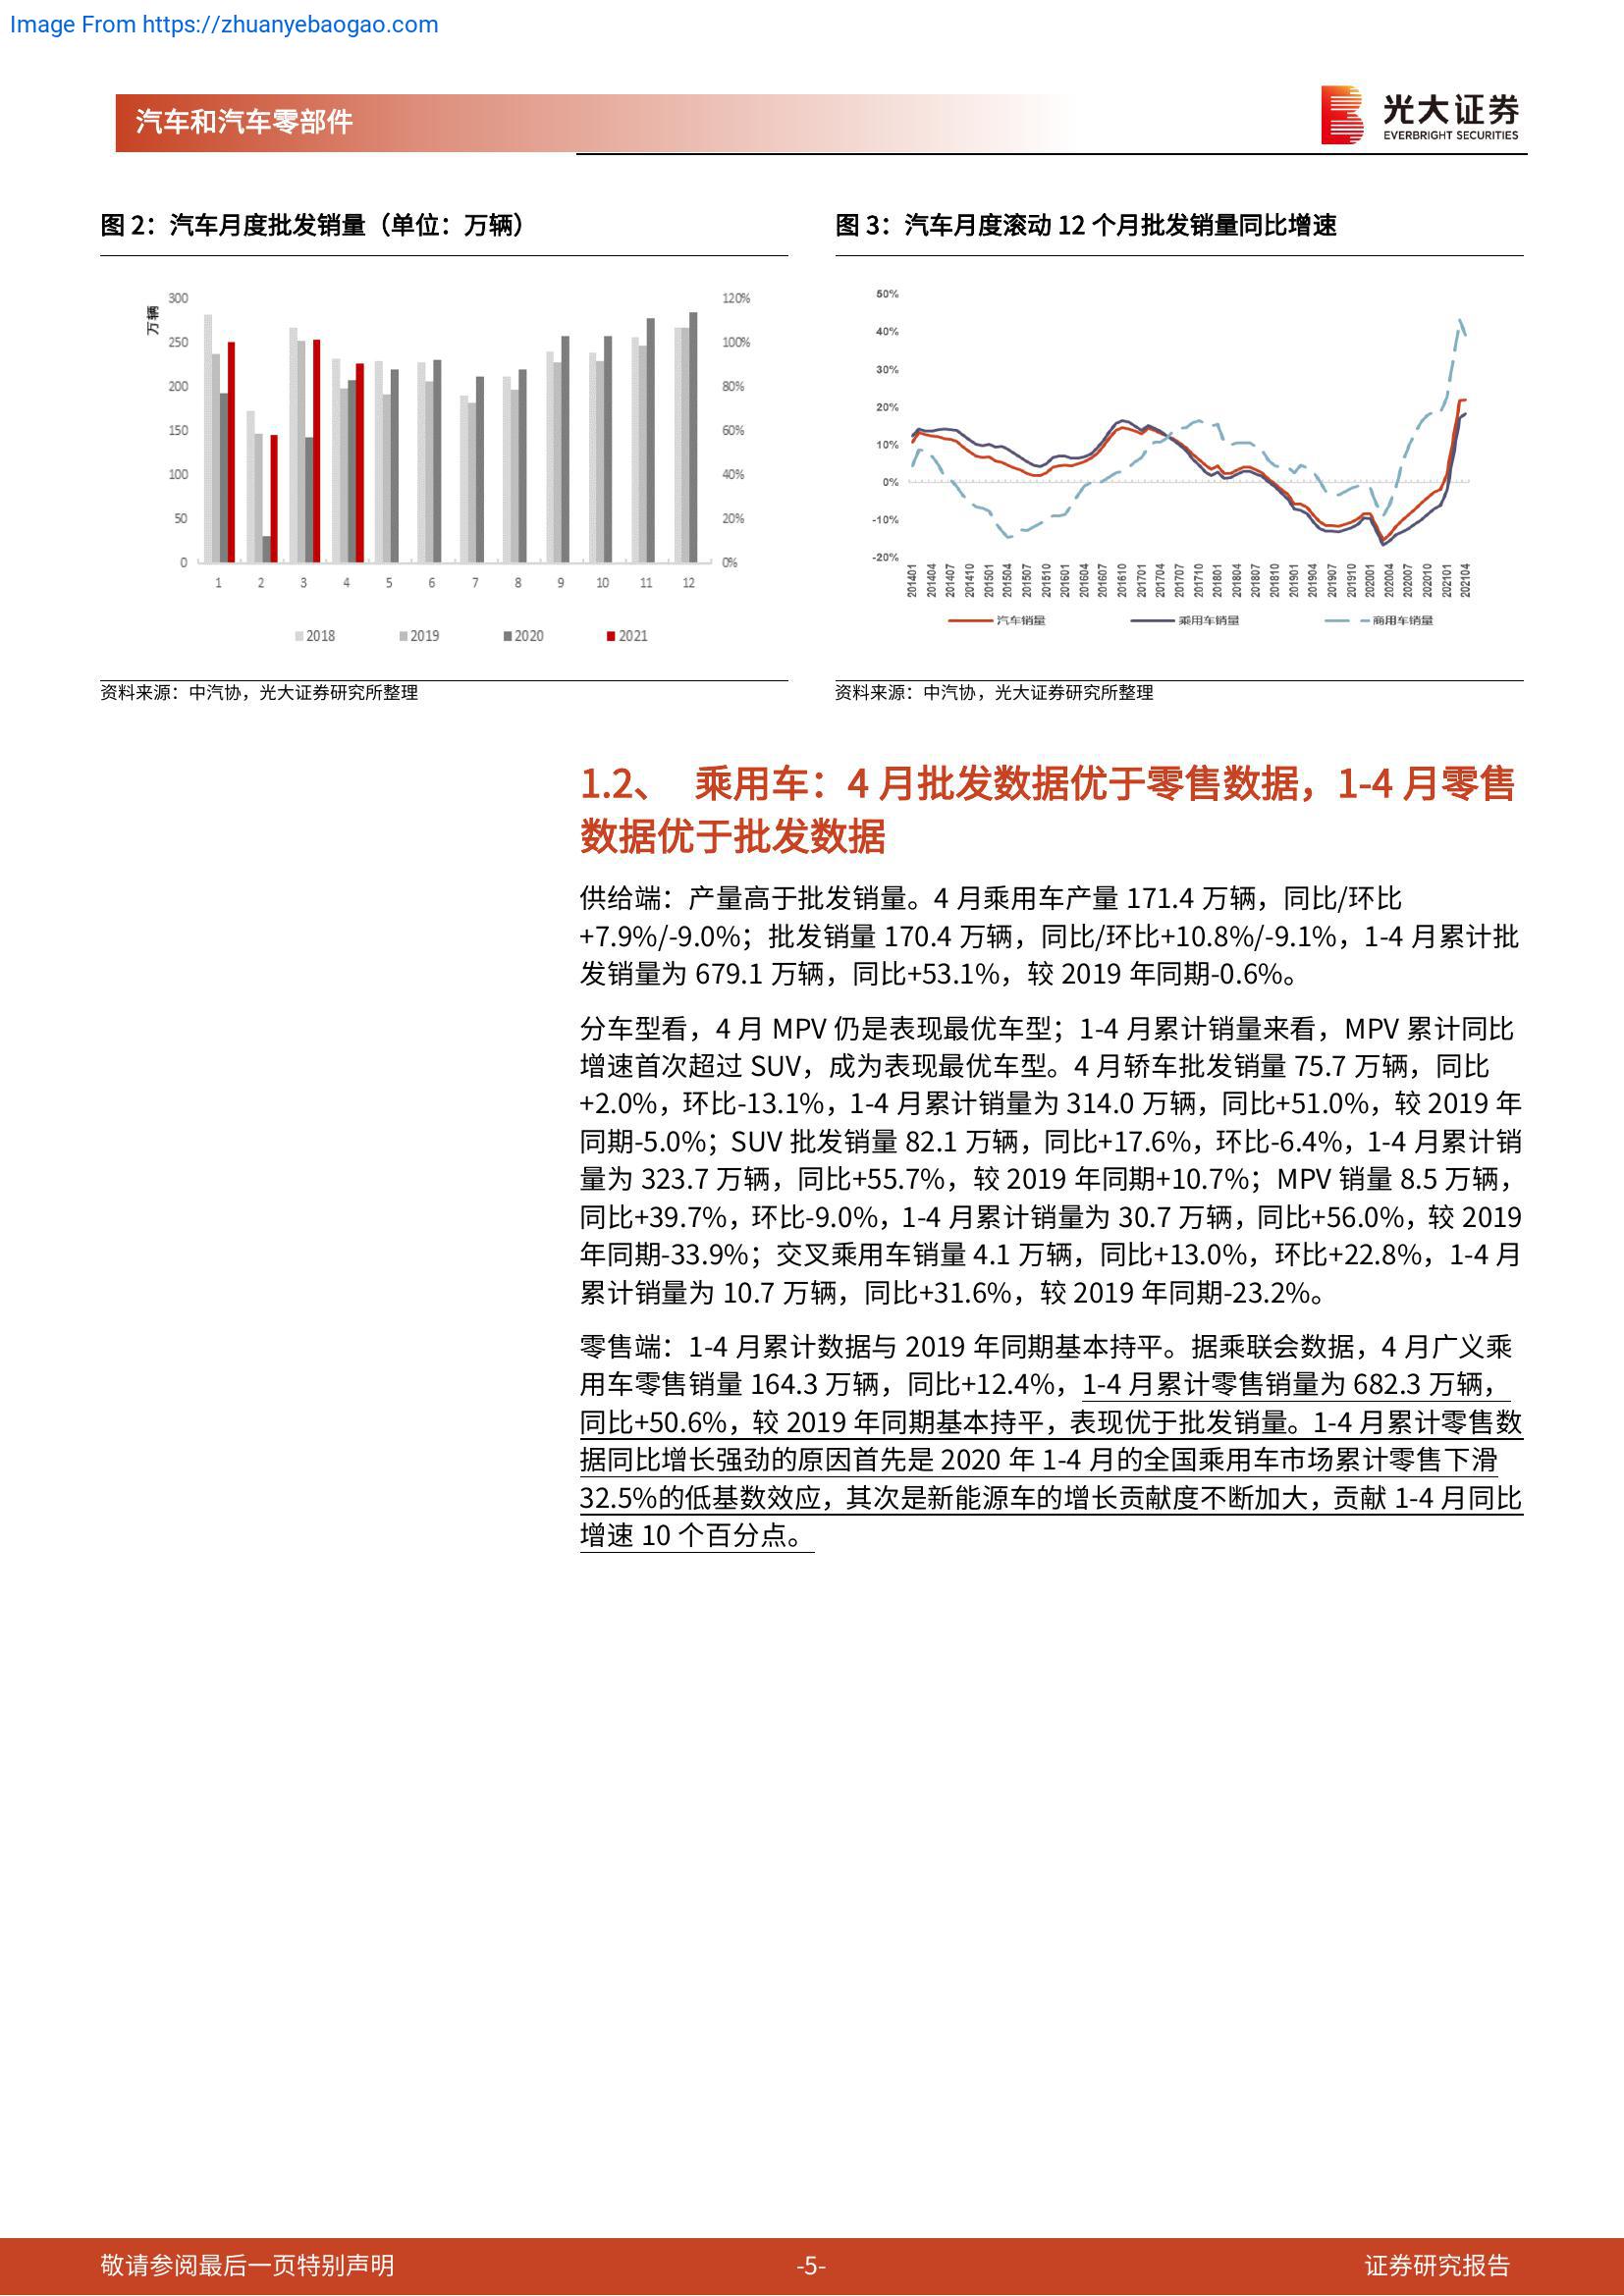 Image From https://zhuanyebaogao.com
汽车和汽车零部件
光大证券
EVERBRIGHT SECURITIES
图 2：汽车月度批发销量（单位：万辆）
万辆
300
250
200
150
100
50
0
120%
100%
80%
60%
40%
20%
0%
1 2 3 4 5 6 7 8 9 10 11 12
2018 2019 2020 2021
资料来源：中汽协，光大证券研究所整理
图 3：汽车月度滚动 12 个月批发销量同比增速
50%
40%
30%
20%
10%
0%
-10%
-20%
201401 201404 201407 201410 201501 201504 201507 201510 201601 201604 201607 201610 201701 201704 201707 201710 201801 201804 201807 201810 201901 201904 201907 201910 202001 202004 202007 202010 202101 202104
汽车销量 乘用车销量 商用车销量
资料来源：中汽协，光大证券研究所整理
1.2、 乘用车：4 月批发数据优于零售数据，1-4 月零售
数据优于批发数据
供给端：产量高于批发销量。4 月乘用车产量 171.4 万辆，同比/环比
+7.9%/-9.0%；批发销量 170.4 万辆，同比/环比+10.8%/-9.1%，1-4 月累计批
发销量为 679.1 万辆，同比+53.1%，较 2019 年同期-0.6%。
分车型看，4 月 MPV 仍是表现最优车型；1-4 月累计销量来看，MPV 累计同比
增速首次超过 SUV，成为表现最优车型。4 月轿车批发销量 75.7 万辆，同比
+2.0%，环比-13.1%，1-4 月累计销量为 314.0 万辆，同比+51.0%，较 2019 年
同期-5.0%；SUV 批发销量 82.1 万辆，同比+17.6%，环比-6.4%，1-4 月累计销
量为 323.7 万辆，同比+55.7%，较 2019 年同期+10.7%；MPV 销量 8.5 万辆，
同比+39.7%，环比-9.0%，1-4 月累计销量为 30.7 万辆，同比+56.0%，较 2019
年同期-33.9%；交叉乘用车销量 4.1 万辆，同比+13.0%，环比+22.8%，1-4 月
累计销量为 10.7 万辆，同比+31.6%，较 2019 年同期-23.2%。
零售端：1-4 月累计数据与 2019 年同期基本持平。据乘联会数据，4 月广义乘
用车零售销量 164.3 万辆，同比+12.4%，1-4 月累计零售销量为 682.3 万辆，
同比+50.6%，较 2019 年同期基本持平，表现优于批发销量。1-4 月累计零售数
据同比增长强劲的原因首先是 2020 年 1-4 月的全国乘用车市场累计零售下滑
32.5%的低基数效应，其次是新能源车的增长贡献度不断加大，贡献 1-4 月同比
增速 10 个百分点。
敬请参阅最后一页特别声明
-5-
证券研究报告